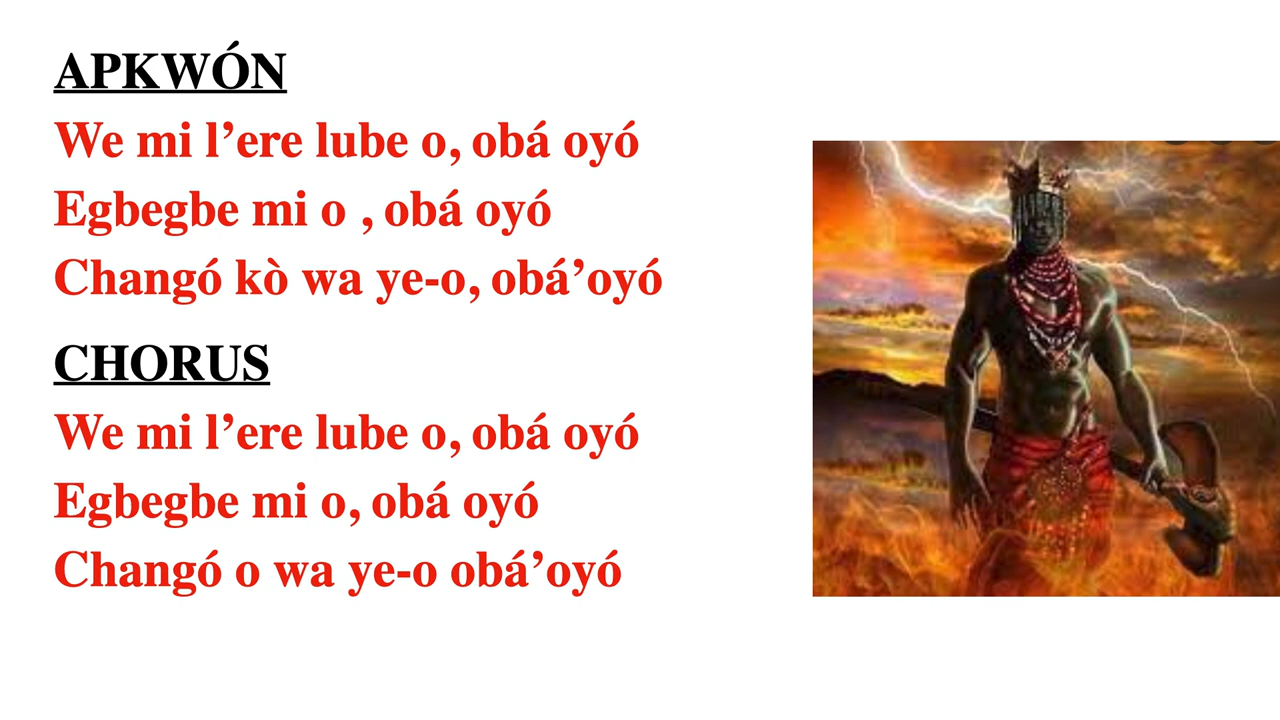 APKWÓN
We mi l’ere lube o, obá oyó
Egbegbe mi o , obá oyó
Changó kò wa ye-o, obá’oyó
CHORUS
We mi l’ere lube o, obá oyó
Egbegbe mi o, obá oyó
Changó o wa ye-o obá’oyó